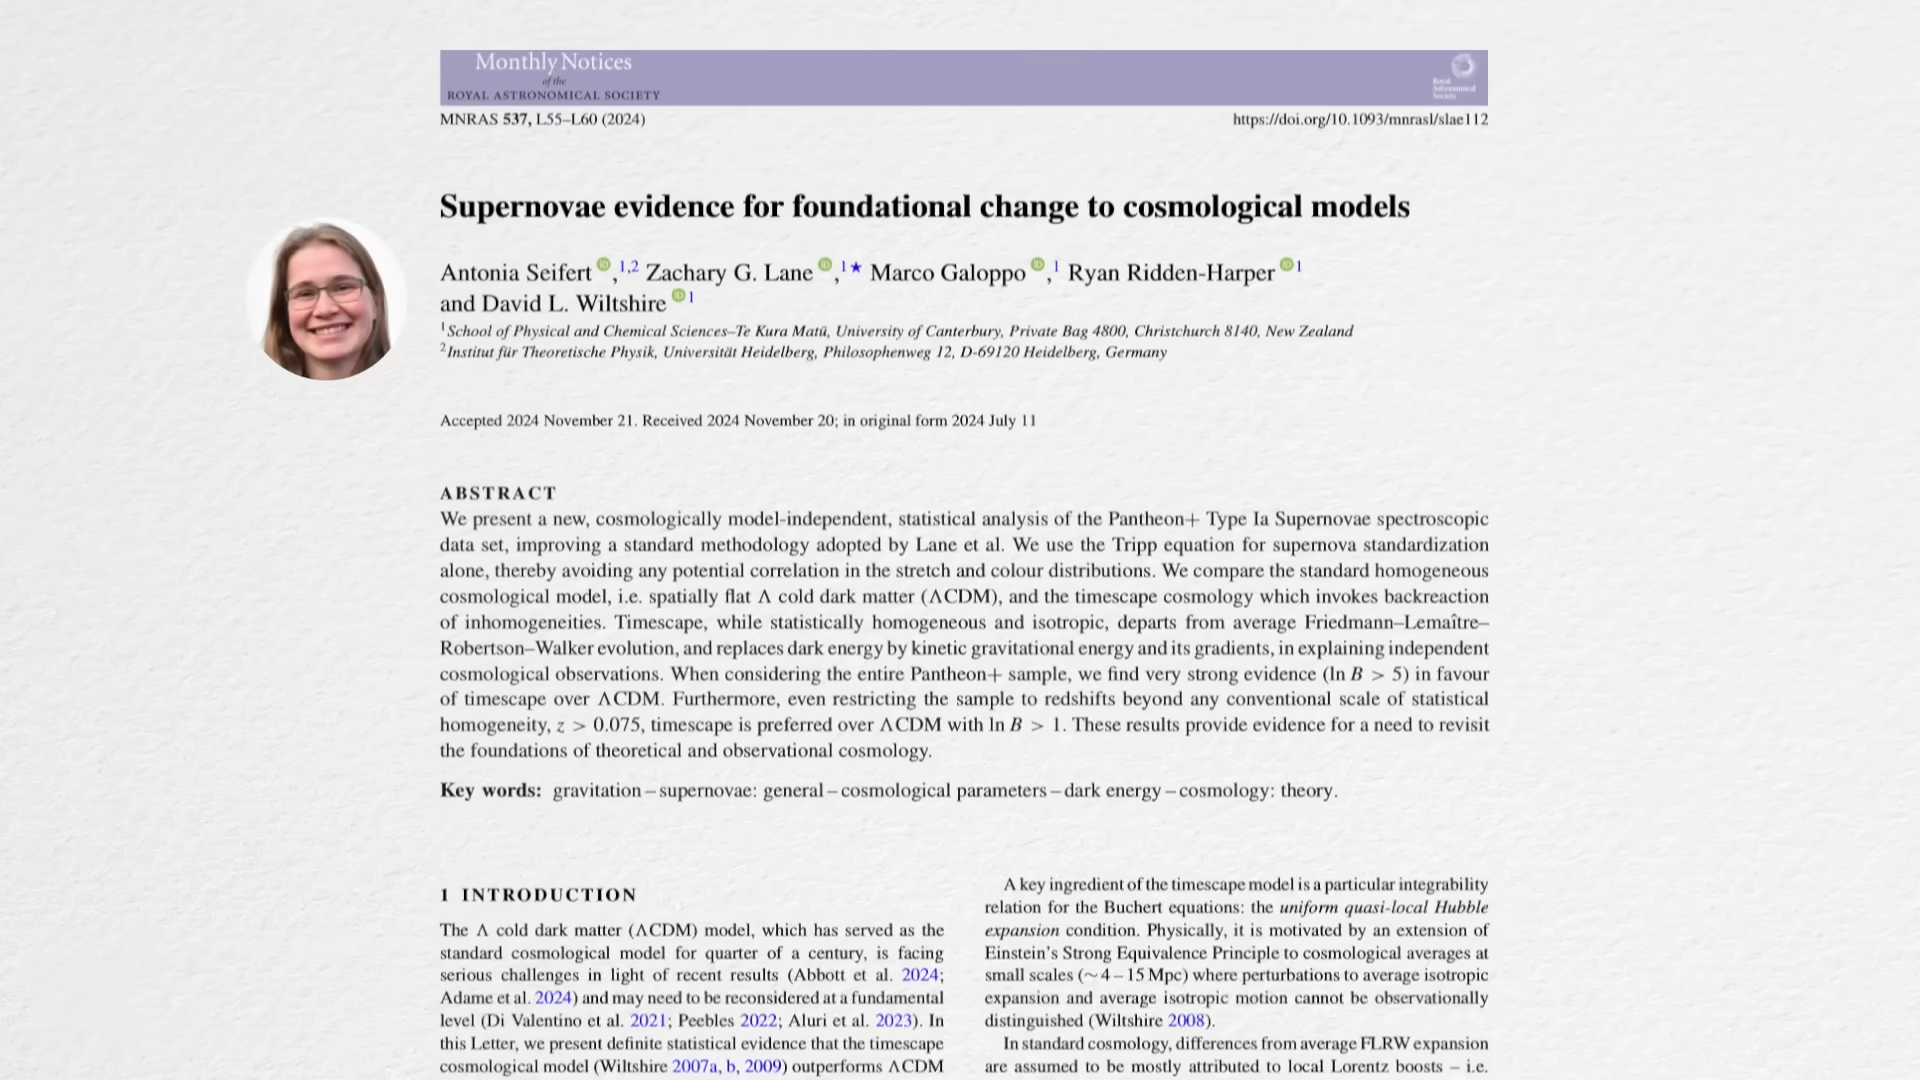 Monthly Notices
of the
ROYAL ASTRONOMICAL SOCIETY
Royal
Astronomical
Society
MNRAS 537, L55–L60 (2024)
https://doi.org/10.1093/mnrasl/slae112
Supernovae evidence for foundational change to cosmological models
Antonia Seifert iD ,1,2 Zachary G. Lane iD ,1★ Marco Galoppo iD ,1 Ryan Ridden-Harper iD 1
and David L. Wiltshire iD 1
1School of Physical and Chemical Sciences–Te Kura Matū, University of Canterbury, Private Bag 4800, Christchurch 8140, New Zealand
2Institut für Theoretische Physik, Universität Heidelberg, Philosophenweg 12, D-69120 Heidelberg, Germany
Accepted 2024 November 21. Received 2024 November 20; in original form 2024 July 11
ABSTRACT
We present a new, cosmologically model-independent, statistical analysis of the Pantheon+ Type Ia Supernovae spectroscopic
data set, improving a standard methodology adopted by Lane et al. We use the Tripp equation for supernova standardization
alone, thereby avoiding any potential correlation in the stretch and colour distributions. We compare the standard homogeneous
cosmological model, i.e. spatially flat Λ cold dark matter (ΛCDM), and the timescape cosmology which invokes backreaction
of inhomogeneities. Timescape, while statistically homogeneous and isotropic, departs from average Friedmann–Lemaître–
Robertson–Walker evolution, and replaces dark energy by kinetic gravitational energy and its gradients, in explaining independent
cosmological observations. When considering the entire Pantheon+ sample, we find very strong evidence (ln B > 5) in favour
of timescape over ΛCDM. Furthermore, even restricting the sample to redshifts beyond any conventional scale of statistical
homogeneity, z > 0.075, timescape is preferred over ΛCDM with ln B > 1. These results provide evidence for a need to revisit
the foundations of theoretical and observational cosmology.
Key words: gravitation – supernovae: general – cosmological parameters – dark energy – cosmology: theory.
1 INTRODUCTION
The Λ cold dark matter (ΛCDM) model, which has served as the
standard cosmological model for quarter of a century, is facing
serious challenges in light of recent results (Abbott et al. 2024;
Adame et al. 2024) and may need to be reconsidered at a fundamental
level (Di Valentino et al. 2021; Peebles 2022; Aluri et al. 2023). In
this Letter, we present definite statistical evidence that the timescape
cosmological model (Wiltshire 2007a, b, 2009) outperforms ΛCDM
A key ingredient of the timescape model is a particular integrability
relation for the Buchert equations: the uniform quasi-local Hubble
expansion condition. Physically, it is motivated by an extension of
Einstein's Strong Equivalence Principle to cosmological averages at
small scales (∼ 4 – 15 Mpc) where perturbations to average isotropic
expansion and average isotropic motion cannot be observationally
distinguished (Wiltshire 2008).
In standard cosmology, differences from average FLRW expansion
are assumed to be mostly attributed to local Lorentz boosts – i.e.